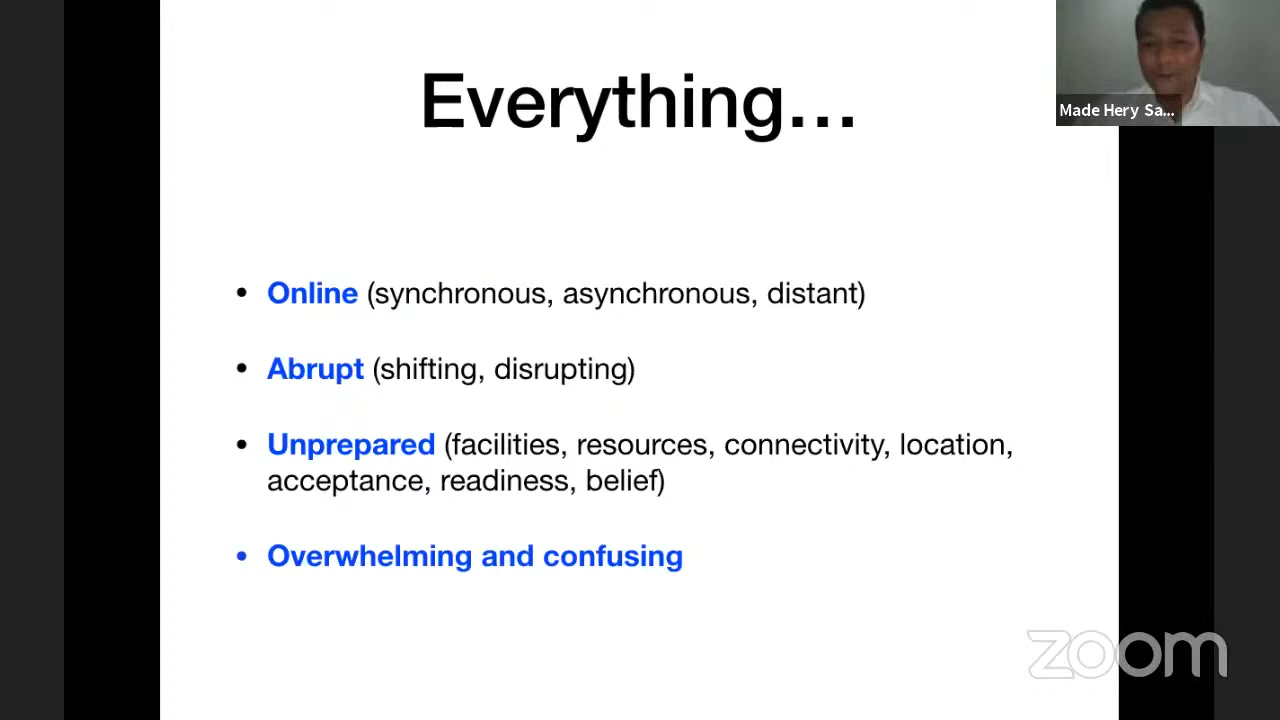 Everything…
Made Hery Sa...
• Online (synchronous, asynchronous, distant)
• Abrupt (shifting, disrupting)
• Unprepared (facilities, resources, connectivity, location,
acceptance, readiness, belief)
• Overwhelming and confusing
zoom